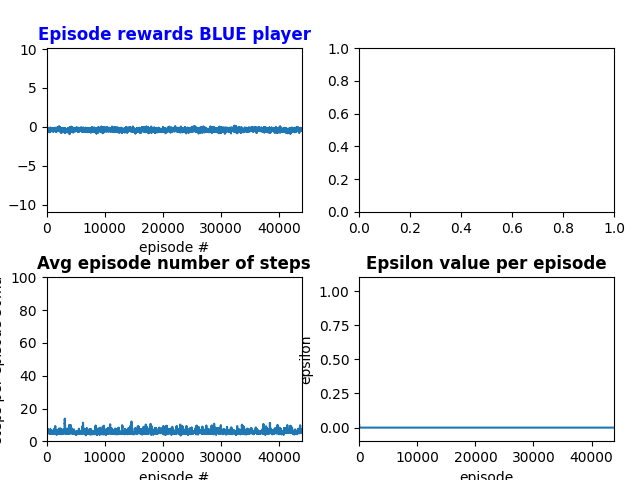 Episode rewards BLUE player
10
5
0
−5
−10
0 10000 20000 30000 40000
episode #
1.0
0.8
0.6
0.4
0.2
0.0
0.0 0.2 0.4 0.6 0.8 1.0
Avg episode number of steps
100
80
60
40
20
0
0 10000 20000 30000 40000
episode #
Epsilon value per episode
epsilon
1.00
0.75
0.50
0.25
0.00
0 10000 20000 30000 40000
episode